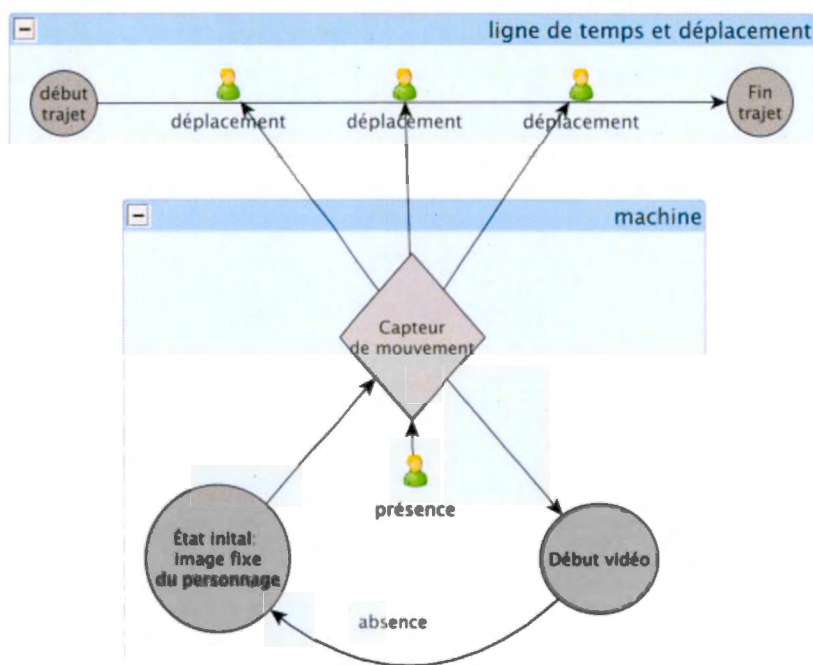 ligne de temps et déplacement
début
trajet
déplacement
déplacement
déplacement
Fin
trajet
machine
Capteur
de mouvement
présence
État inital:
image fixe
du personnage
Début vidéo
absence